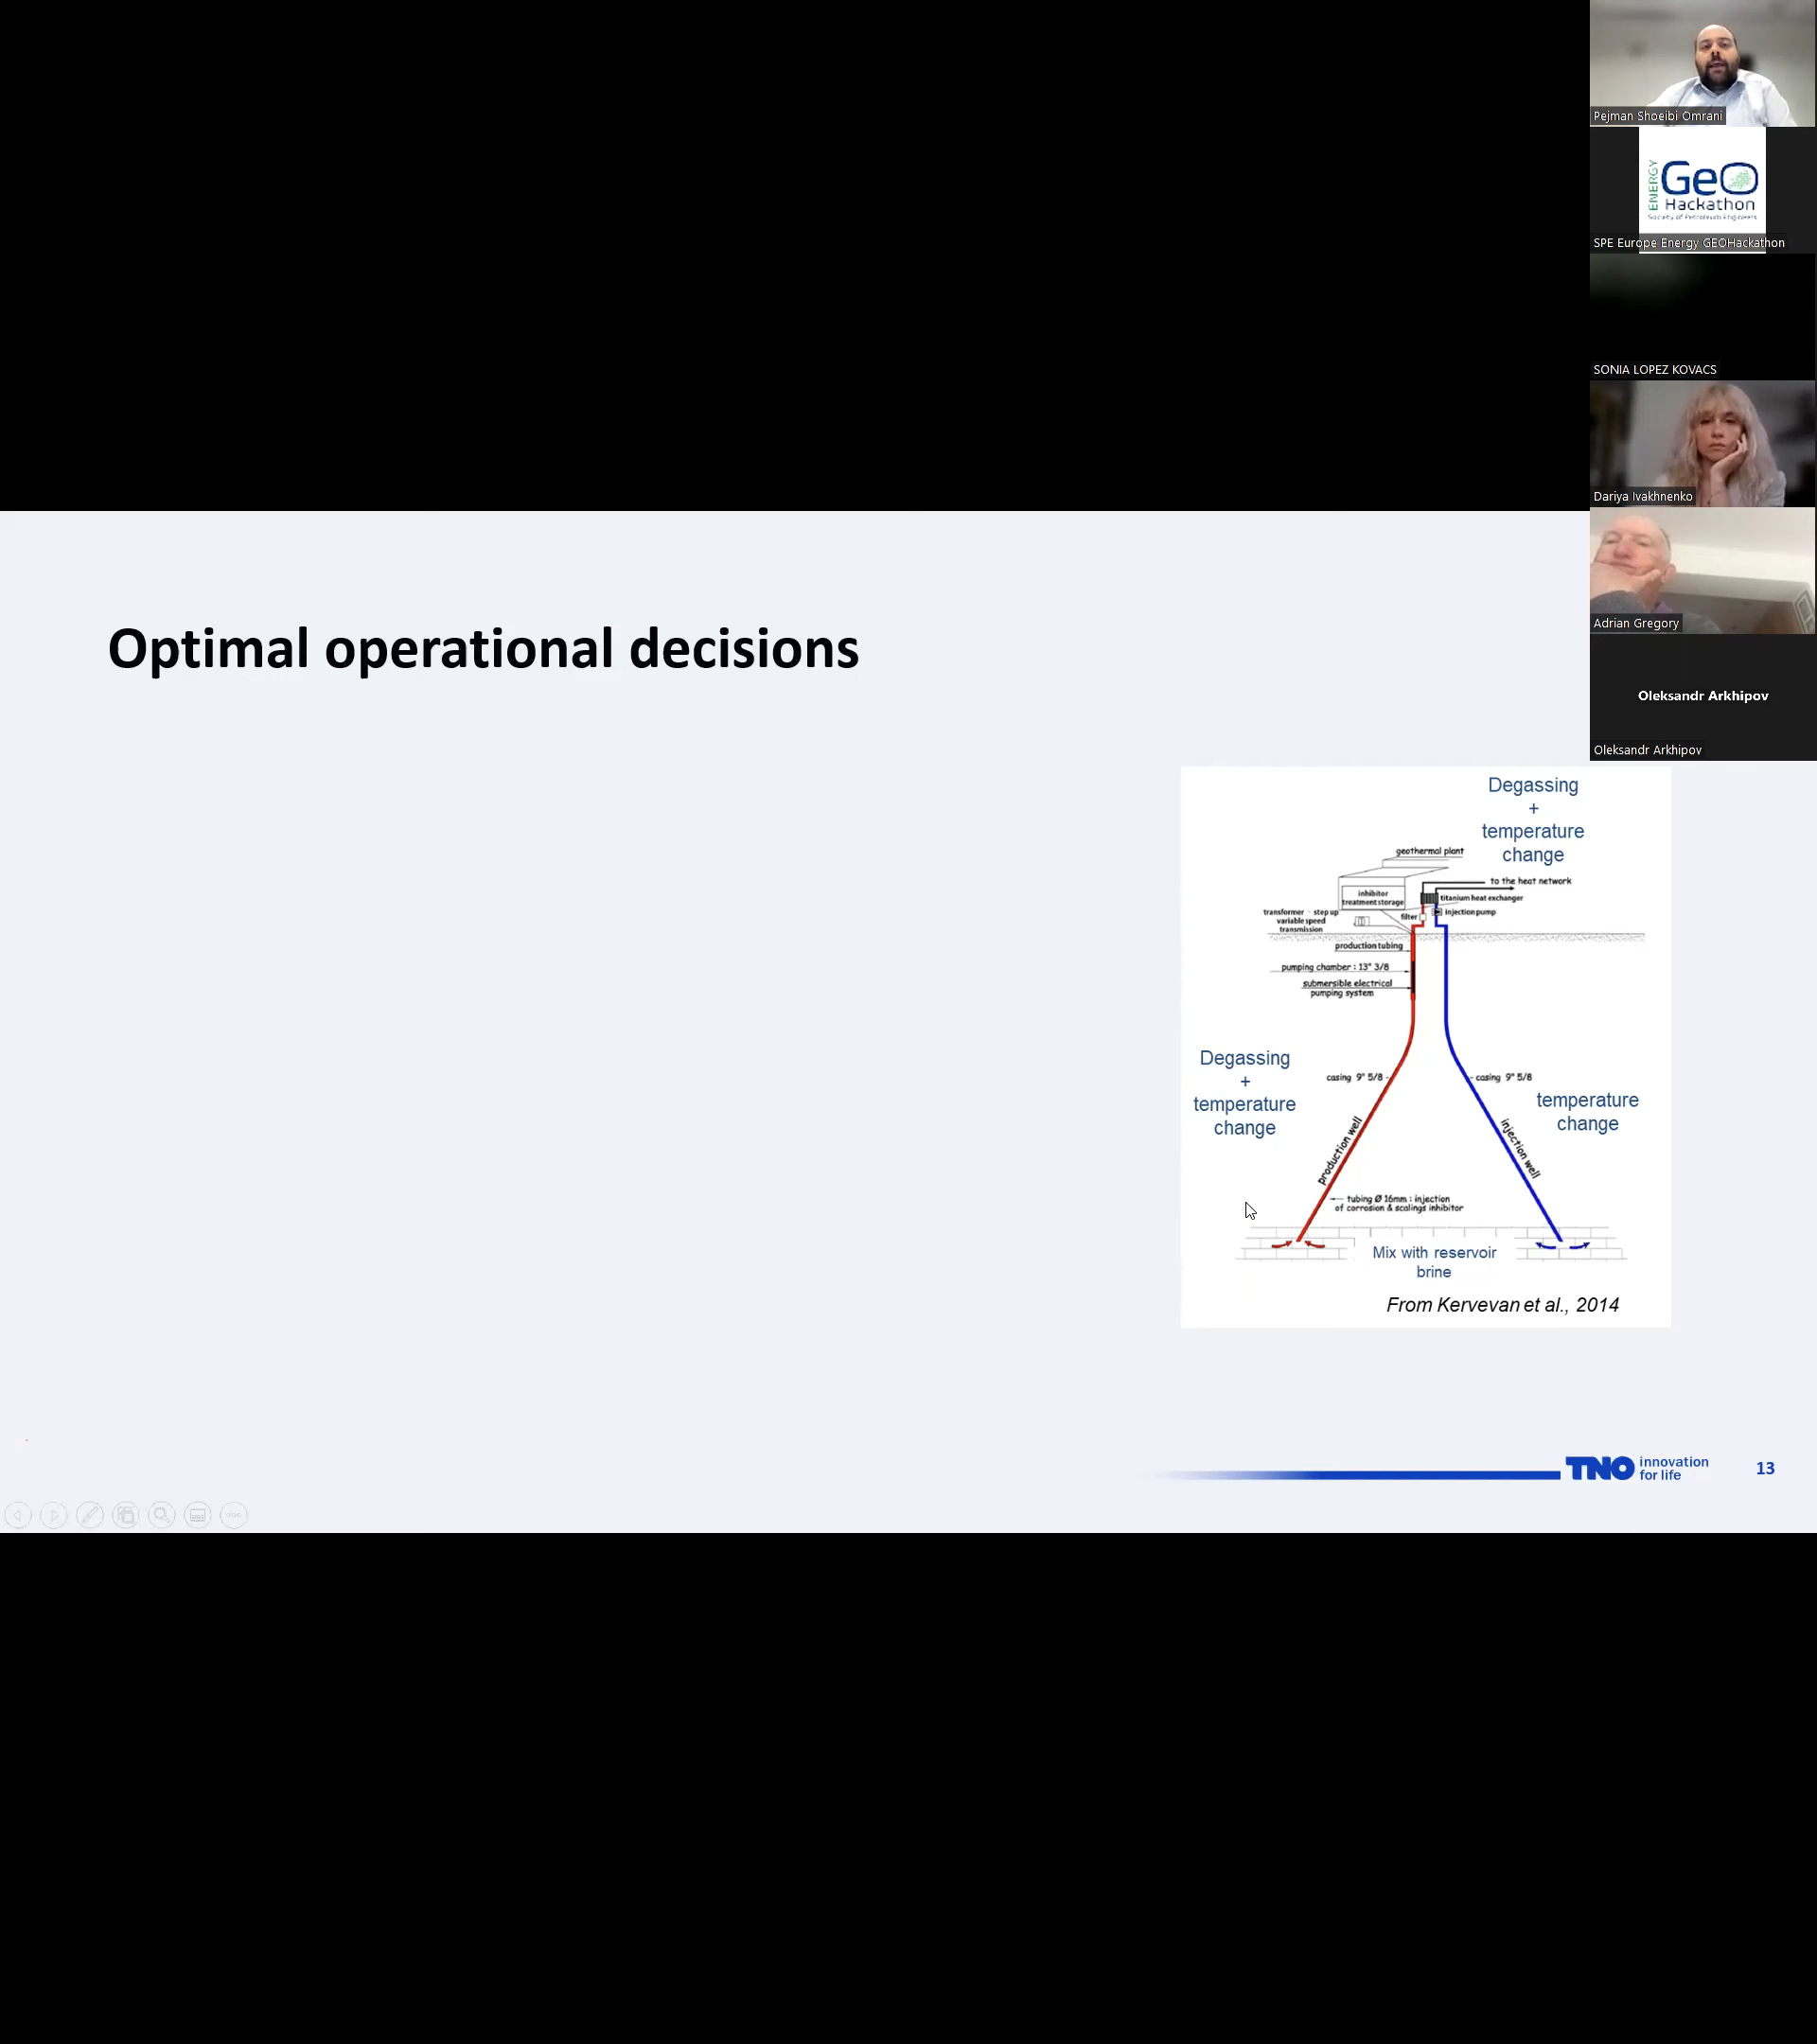 Pejman Shoeibi Omrani
ENERGY
GeO
Hackathon
Society of Petroleum Engineers
SPE Europe Energy GEOHackathon
SONIA LOPEZ KOVACS
Dariya Ivakhnenko
Adrian Gregory
Oleksandr Arkhipov
Oleksandr Arkhipov
Optimal operational decisions
Degassing
+
temperature
change
geothermal plant
to the heat network
inhibitor
treatment storage
titanium heat exchanger
transformer - step up
variable speed
transmission
filter
injection pump
production tubing
pumping chamber : 13" 3/8
submersible electrical
pumping system
Degassing
+
temperature
change
casing 9" 5/8
casing 9" 5/8
temperature
change
production well
injection well
tubing Ø 16mm : injection
of corrosion & scalings inhibitor
Mix with reservoir
brine
From Kervevan et al., 2014
TNO innovation
for life
13